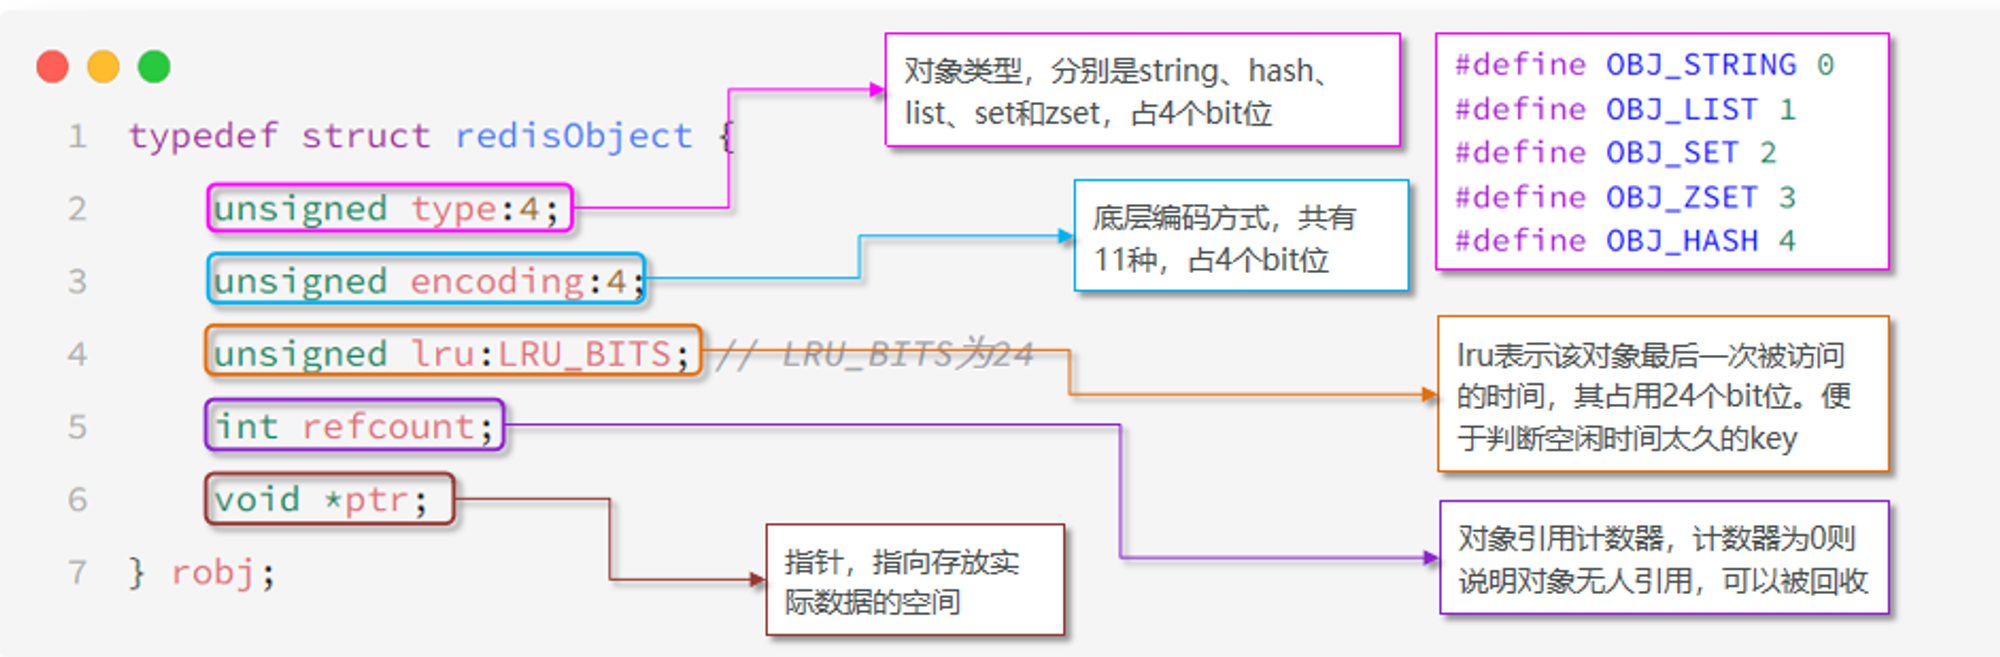 1 typedef struct redisObject {
2 unsigned type:4;
3 unsigned encoding:4;
4 unsigned lru:LRU_BITS; // LRU_BITS为24
5 int refcount;
6 void *ptr;
7 } robj;
对象类型，分别是string、hash、
list、set和zset，占4个bit位
#define OBJ_STRING 0
#define OBJ_LIST 1
#define OBJ_SET 2
#define OBJ_ZSET 3
#define OBJ_HASH 4
底层编码方式，共有
11种，占4个bit位
lru表示该对象最后一次被访问
的时间，其占用24个bit位。便
于判断空闲时间太久的key
对象引用计数器，计数器为0则
说明对象无人引用，可以被回收
指针，指向存放实
际数据的空间